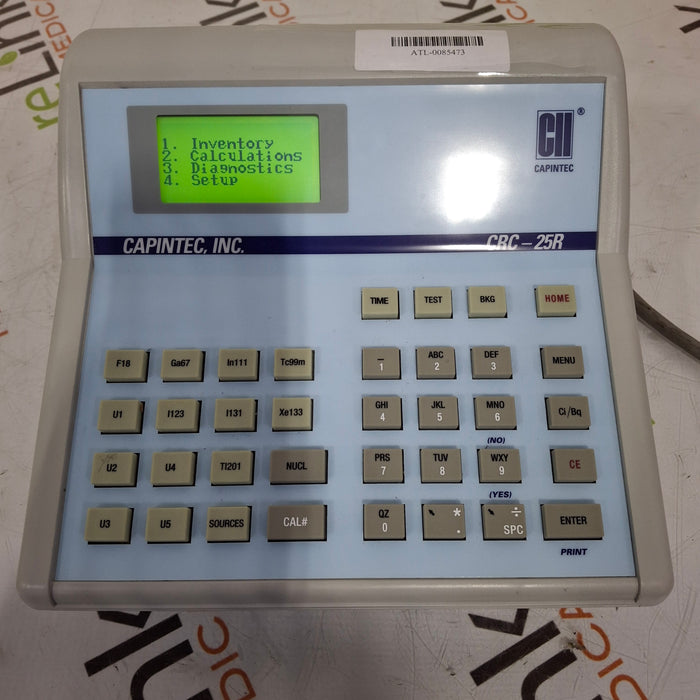 reLink
MEDICAL
ATL-0085473
1. Inventory
2. Calculations
3. Diagnostics
4. Setup
CII ®
CAPINTEC
CAPINTEC, INC. CRC-25R
TIME TEST BKG HOME
F18 Ga67 In111 Tc99m — 1 ABC 2 DEF 3 MENU
U1 I123 I131 Xe133 GHI 4 JKL 5 MNO 6 Ci/Bq
(NO)
U2 U4 Tl201 NUCL PRS 7 TUV 8 WXY 9 CE
(YES)
U3 U5 SOURCES CAL# QZ 0 * . ÷ SPC ENTER
PRINT